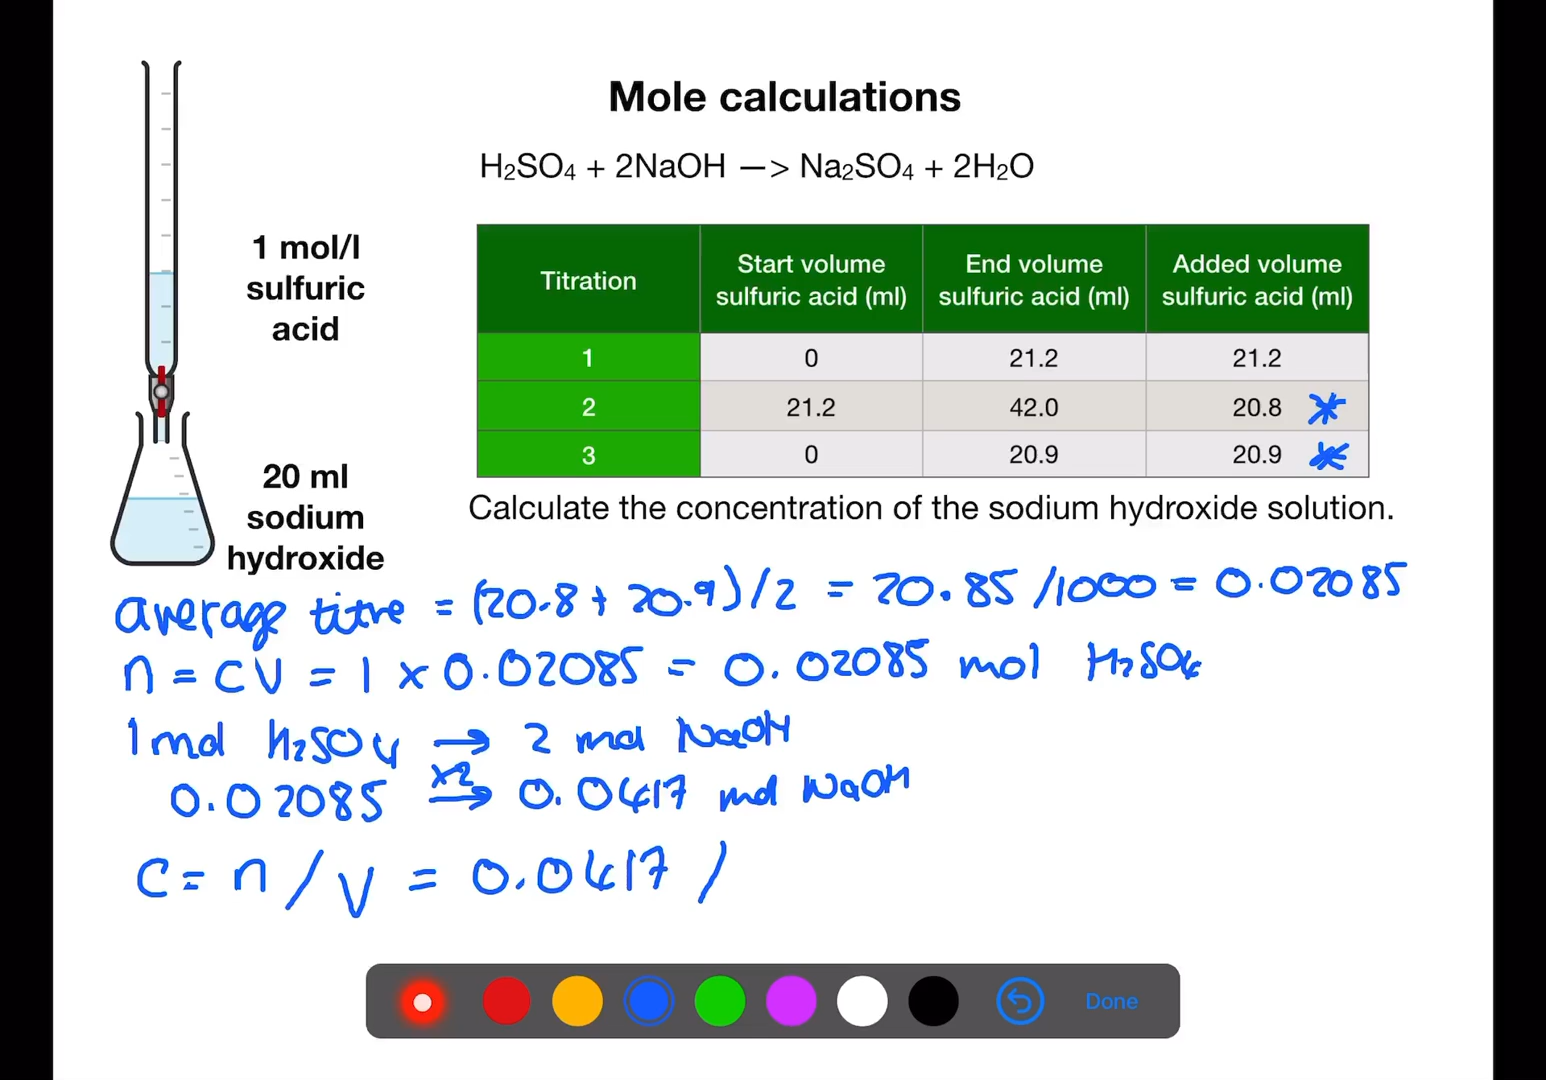 Mole calculations
H₂SO₄ + 2NaOH —> Na₂SO₄ + 2H₂O
1 mol/l
sulfuric
acid
20 ml
sodium
hydroxide
Titration | Start volume sulfuric acid (ml) | End volume sulfuric acid (ml) | Added volume sulfuric acid (ml)
1 | 0 | 21.2 | 21.2
2 | 21.2 | 42.0 | 20.8 *
3 | 0 | 20.9 | 20.9 *
Calculate the concentration of the sodium hydroxide solution.
average titre = (20.8 + 20.9)/2 = 20.85 /1000 = 0.02085
n = CV = 1 × 0.02085 = 0.02085 mol H₂SO₄
1 mol H₂SO₄ → 2 mol NaOH
0.02085 ×2→ 0.0417 mol NaOH
C = n / V = 0.0417 /
Done